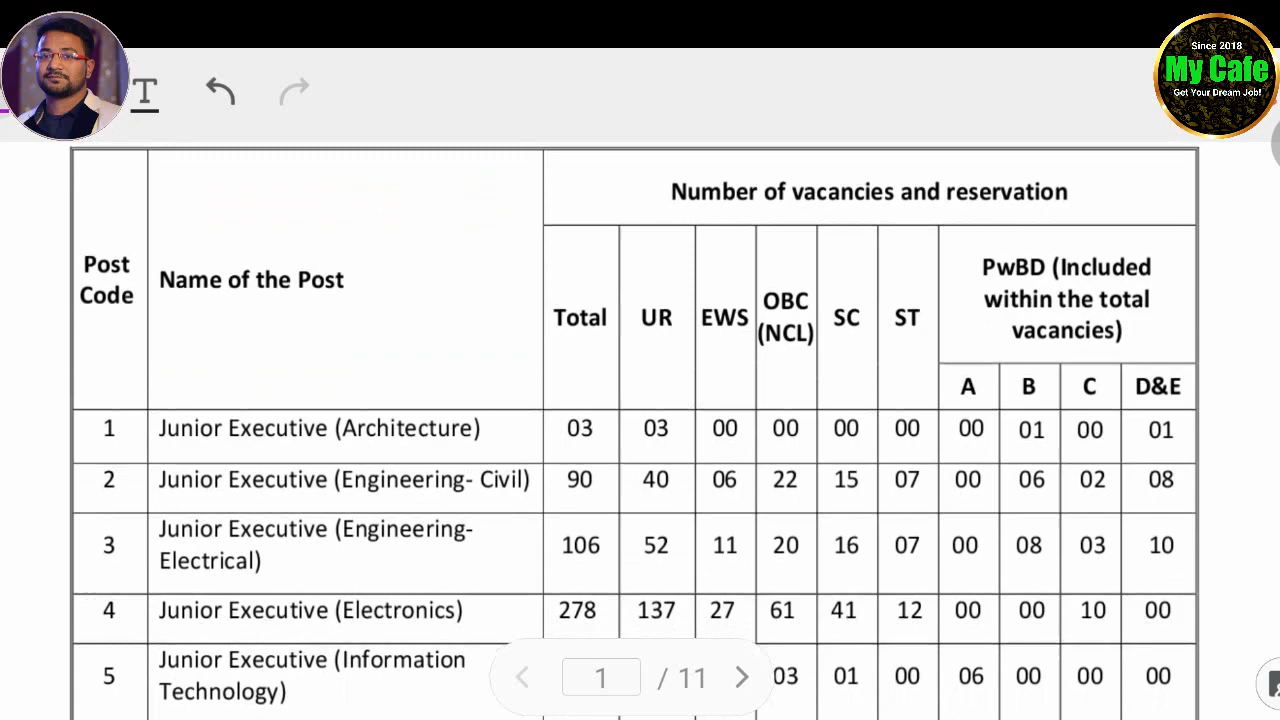 Since 2018
My Cafe
Get Your Dream Job!
T
Number of vacancies and reservation
Post
Code
Name of the Post
Total
UR
EWS
OBC
(NCL)
SC
ST
PwBD (Included
within the total
vacancies)
A
B
C
D&E
1 Junior Executive (Architecture) 03 03 00 00 00 00 00 01 00 01
2 Junior Executive (Engineering- Civil) 90 40 06 22 15 07 00 06 02 08
3 Junior Executive (Engineering-
Electrical) 106 52 11 20 16 07 00 08 03 10
4 Junior Executive (Electronics) 278 137 27 61 41 12 00 00 10 00
5 Junior Executive (Information
Technology) 03 01 00 06 00 00 00
1 / 11